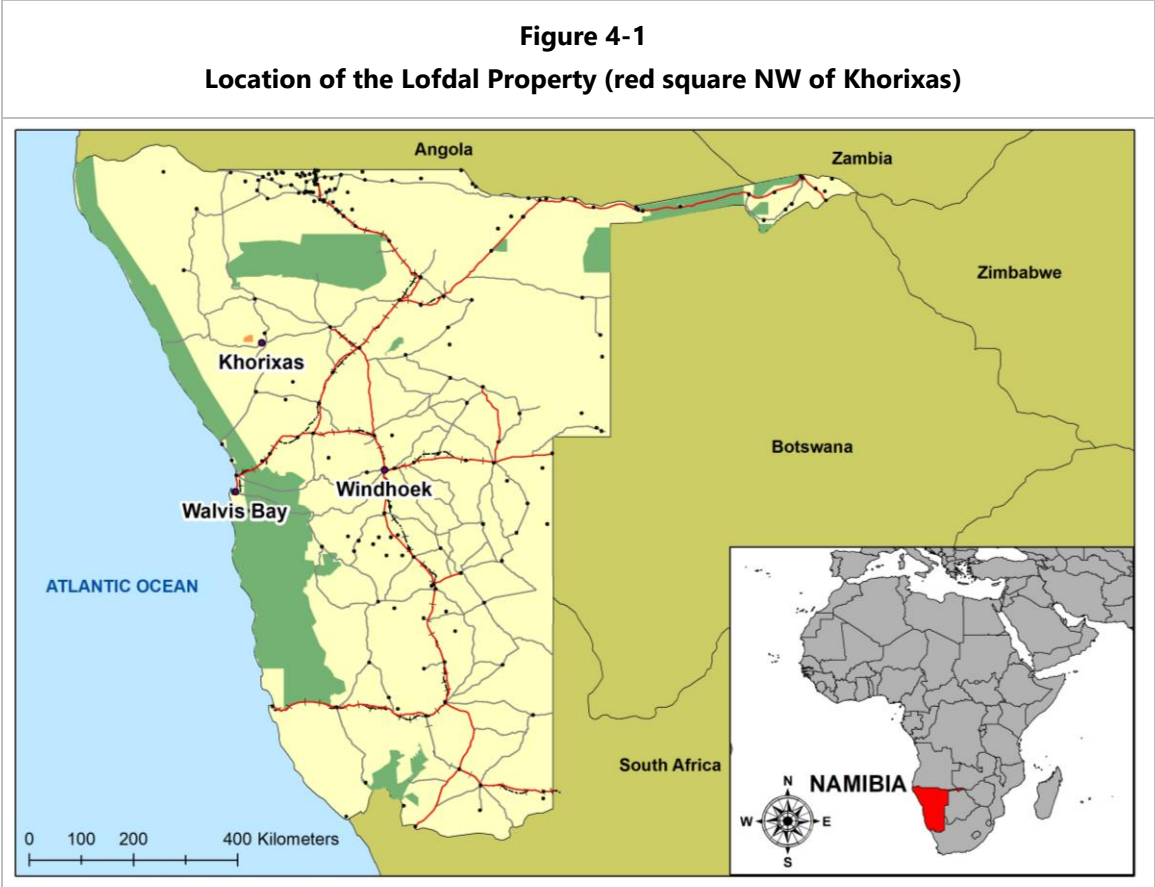 Figure 4-1
Location of the Lofdal Property (red square NW of Khorixas)
Angola
Zambia
Zimbabwe
Khorixas
Botswana
Windhoek
Walvis Bay
ATLANTIC OCEAN
South Africa
NAMIBIA
N
W E
S
0 100 200 400 Kilometers